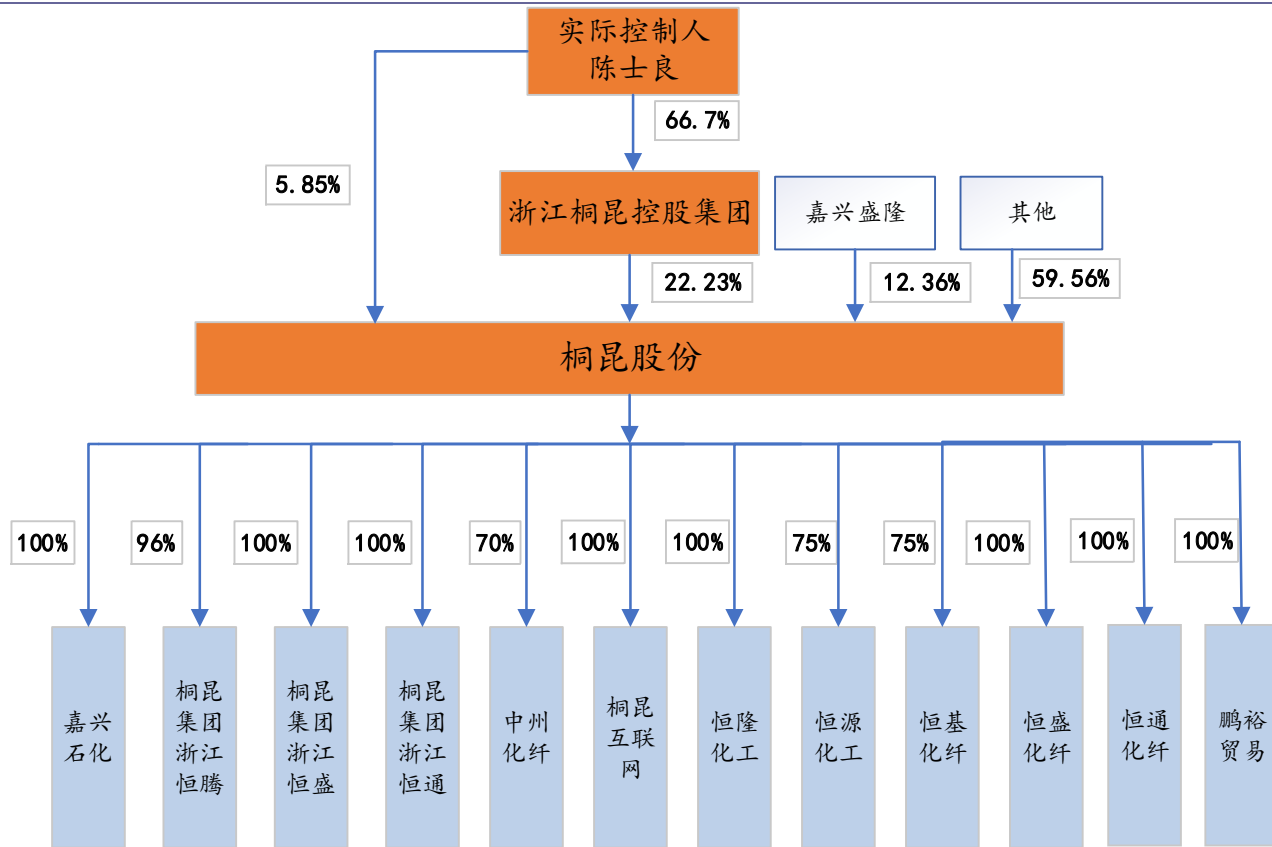 实际控制人
陈士良
66.7%
5.85%
浙江桐昆控股集团
嘉兴盛隆
其他
22.23%
12.36%
59.56%
桐昆股份
100%
96%
100%
100%
70%
100%
100%
75%
75%
100%
100%
100%
嘉兴
石化
桐昆
集团
浙江
恒腾
桐昆
集团
浙江
恒盛
桐昆
集团
浙江
恒通
中州
化纤
桐昆
互联
网
恒隆
化工
恒源
化工
恒基
化纤
恒盛
化纤
恒通
化纤
鹏裕
贸易